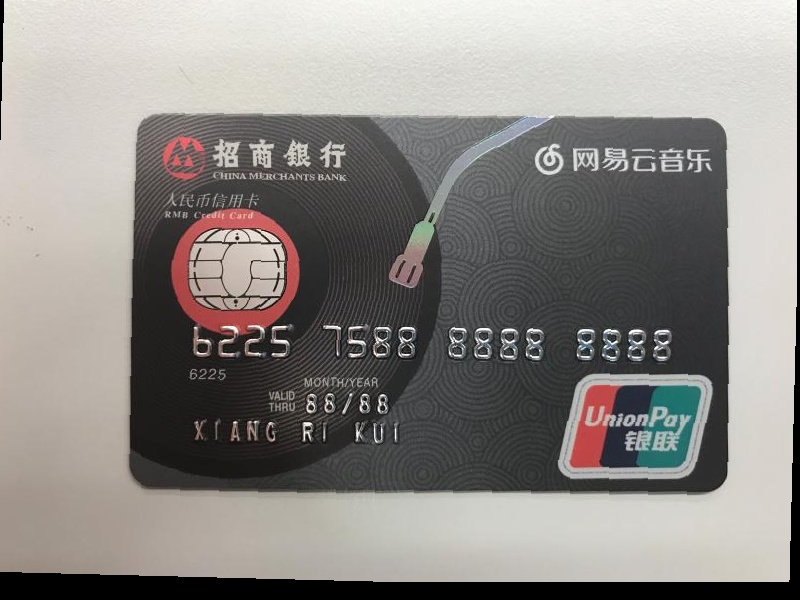 招商銀行
CHINA MERCHANTS BANK
网易云音乐
人民币信用卡
RMB Credit Card
6225 7588 8888 8888
6225
MONTH/YEAR
VALID THRU 88/88
XIANG RI KUI
UnionPay
银联